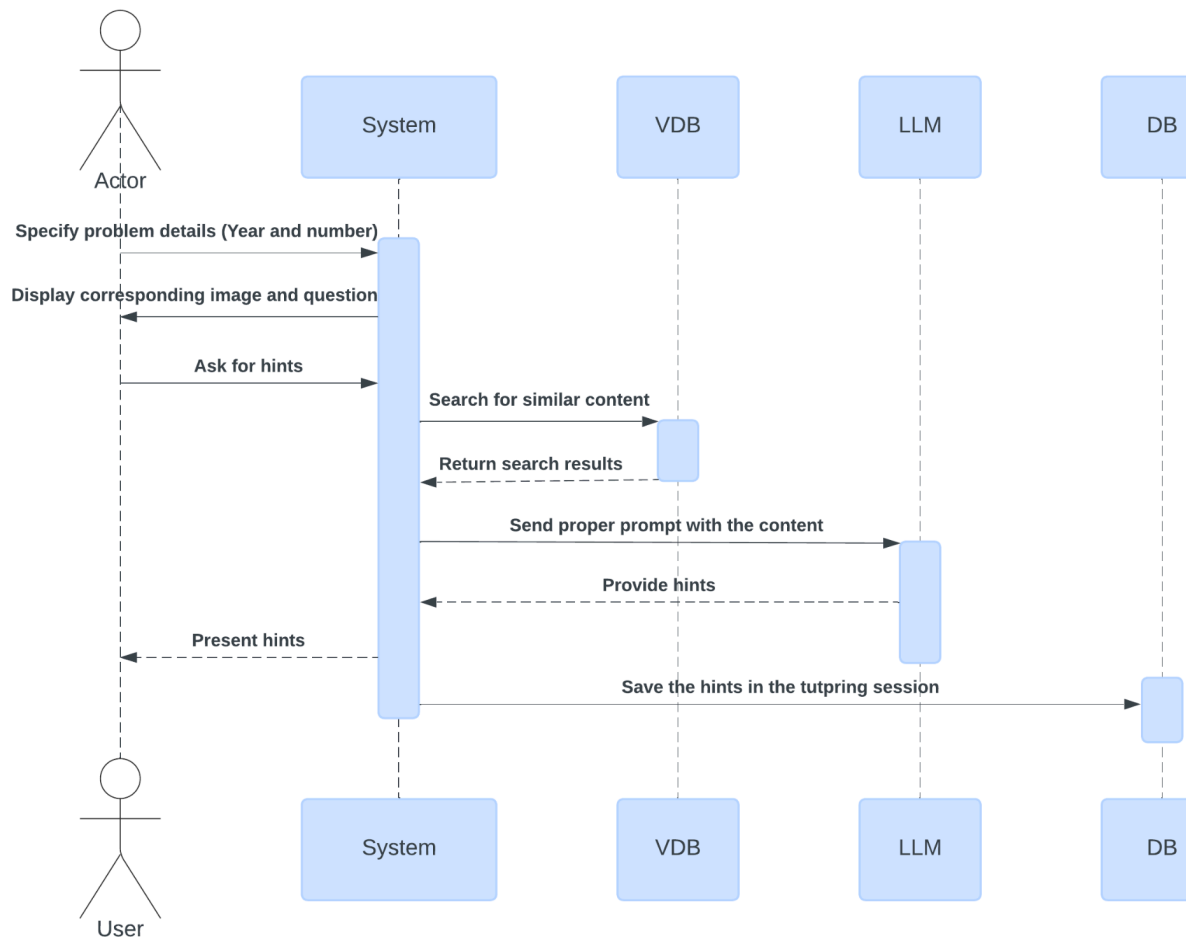 System
VDB
LLM
DB
Actor
Specify problem details (Year and number)
Display corresponding image and question
Ask for hints
Search for similar content
Return search results
Send proper prompt with the content
Provide hints
Present hints
Save the hints in the tutpring session
System
VDB
LLM
DB
User